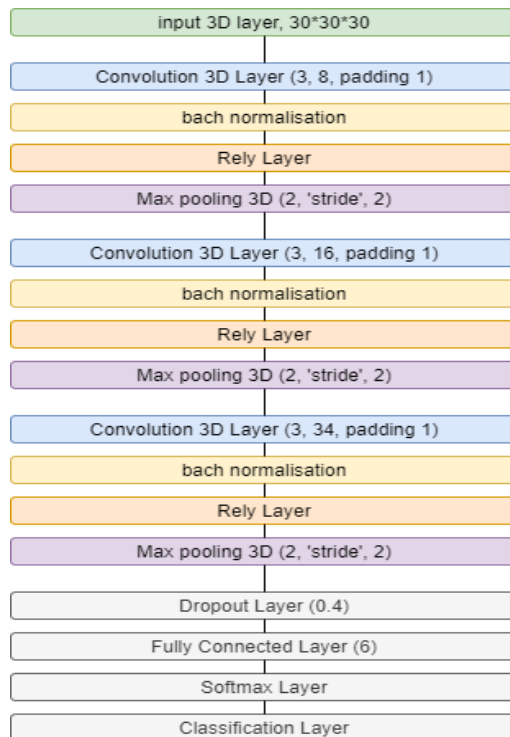 input 3D layer, 30*30*30
Convolution 3D Layer (3, 8, padding 1)
bach normalisation
Rely Layer
Max pooling 3D (2, 'stride', 2)
Convolution 3D Layer (3, 16, padding 1)
bach normalisation
Rely Layer
Max pooling 3D (2, 'stride', 2)
Convolution 3D Layer (3, 34, padding 1)
bach normalisation
Rely Layer
Max pooling 3D (2, 'stride', 2)
Dropout Layer (0.4)
Fully Connected Layer (6)
Softmax Layer
Classification Layer